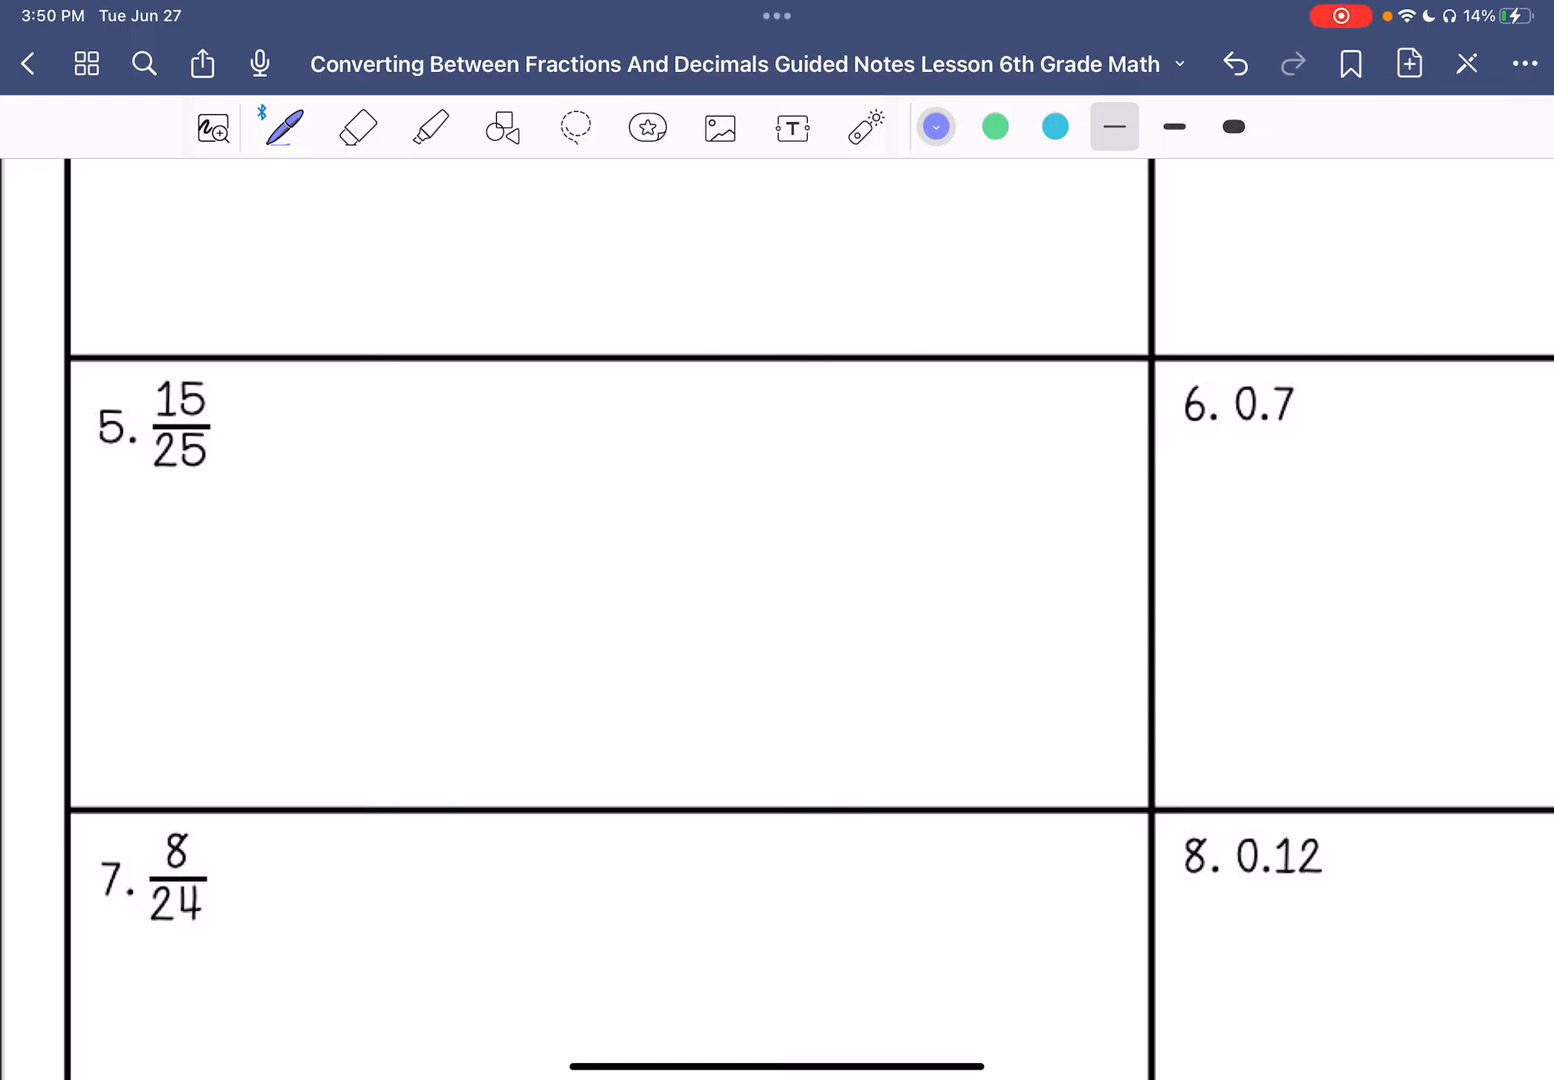 3:50 PM Tue Jun 27
14%
Converting Between Fractions And Decimals Guided Notes Lesson 6th Grade Math
T
5. 15
25
6. 0.7
7. 8
24
8. 0.12